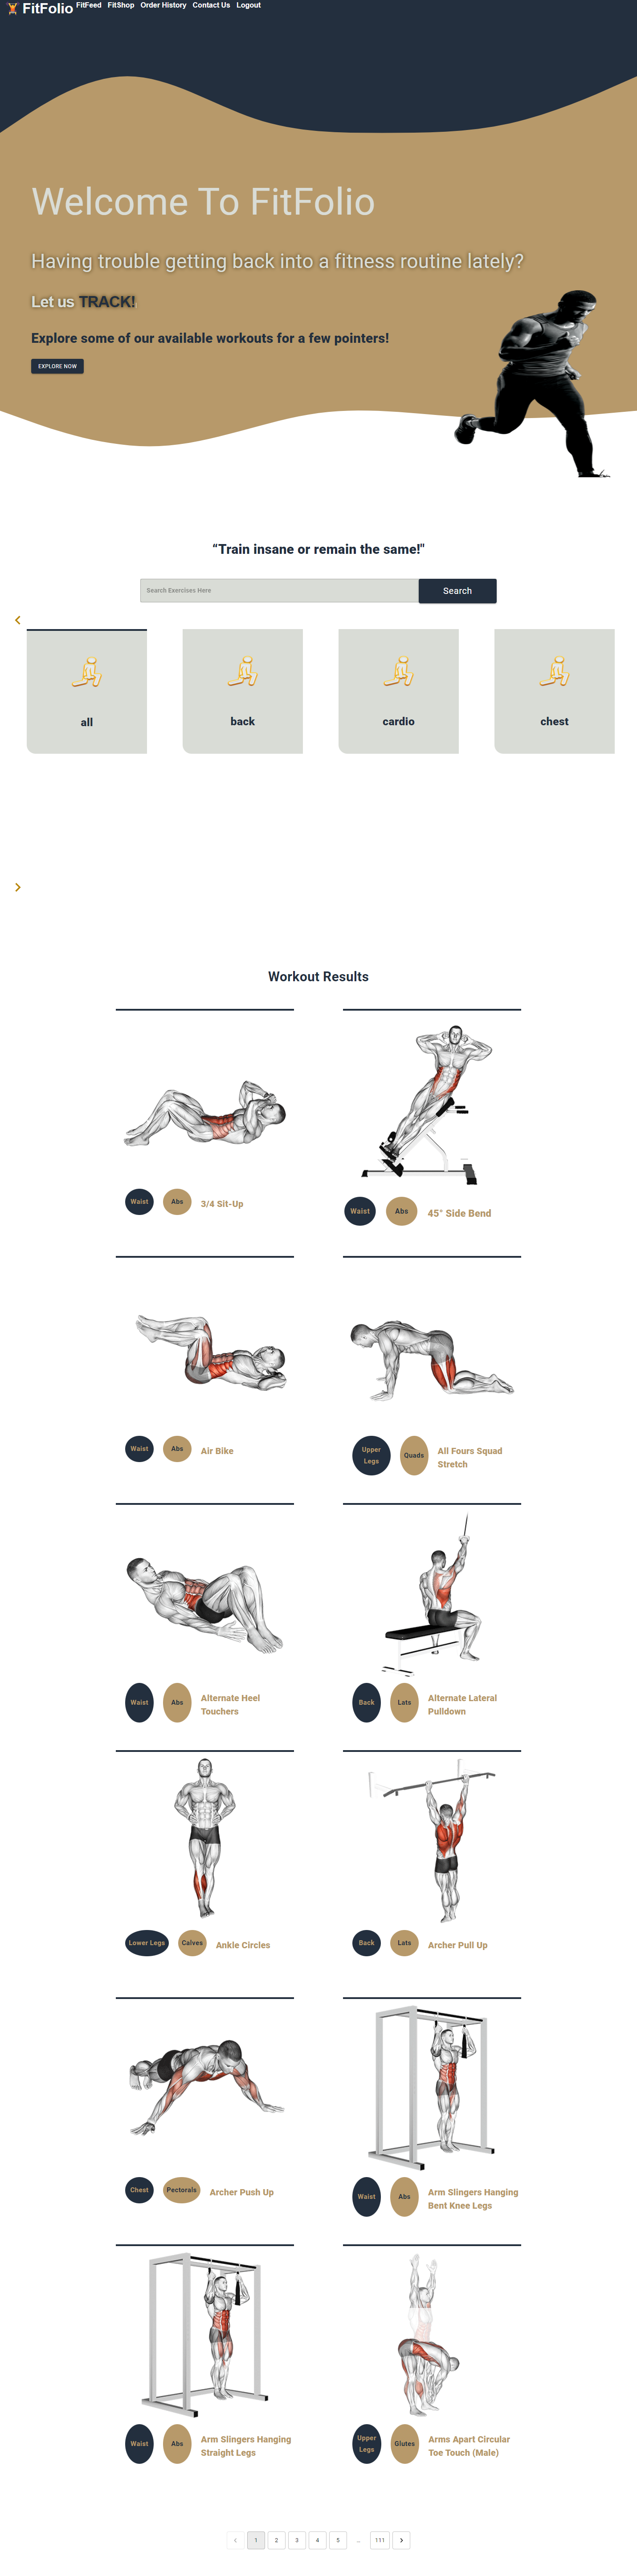 FitFolio FitFeed FitShop Order History Contact Us Logout
Welcome To FitFolio
Having trouble getting back into a fitness routine lately?
Let us TRACK!
Explore some of our available workouts for a few pointers!
EXPLORE NOW
“Train insane or remain the same!"
Search Exercises Here Search
all back cardio chest
Workout Results
Waist Abs 3/4 Sit-Up
Waist Abs 45° Side Bend
Waist Abs Air Bike
Upper
Legs
Quads
All Fours Squad
Stretch
Waist Abs
Alternate Heel
Touchers
Back Lats
Alternate Lateral
Pulldown
Lower Legs Calves Ankle Circles
Back Lats Archer Pull Up
Chest Pectorals Archer Push Up
Waist Abs
Arm Slingers Hanging
Bent Knee Legs
Waist Abs
Arm Slingers Hanging
Straight Legs
Upper
Legs
Glutes
Arms Apart Circular
Toe Touch (Male)
1 2 3 4 5 … 111